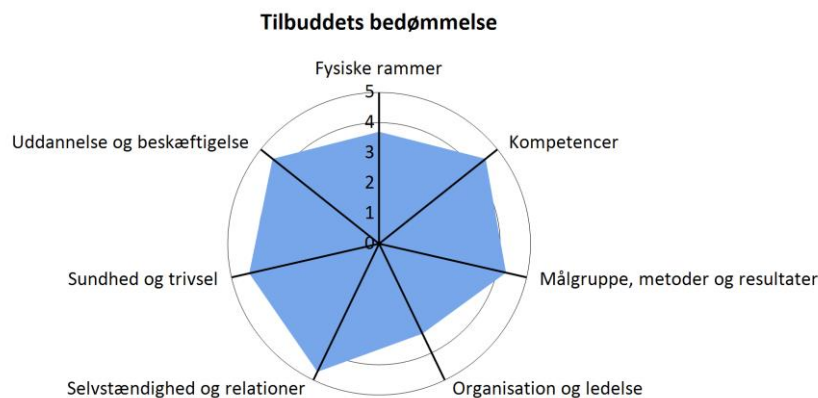 Tilbuddets bedømmelse
Fysiske rammer
5
4
3
2
1
0
Uddannelse og beskæftigelse
Kompetencer
Sundhed og trivsel
Målgruppe, metoder og resultater
Selvstændighed og relationer
Organisation og ledelse